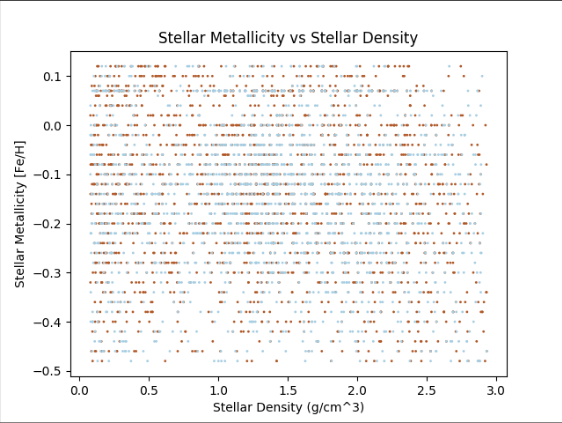 Stellar Metallicity vs Stellar Density
Stellar Metallicity [Fe/H]
0.1
0.0
−0.1
−0.2
−0.3
−0.4
−0.5
0.0 0.5 1.0 1.5 2.0 2.5 3.0
Stellar Density (g/cm^3)